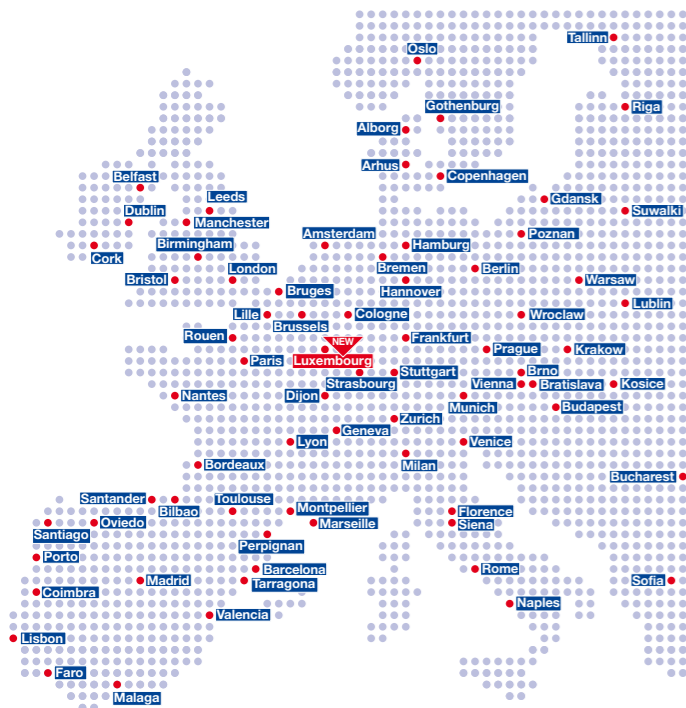 Tallinn
Oslo
Gothenburg
Riga
Alborg
Arhus
Belfast
Copenhagen
Leeds
Gdansk
Dublin
Suwalki
Manchester
Birmingham
Amsterdam
Poznan
Hamburg
Cork
London
Bremen
Berlin
Bristol
Warsaw
Bruges
Hannover
Lublin
Lille
Cologne
Wroclaw
Brussels
Rouen
Frankfurt
NEW
Prague
Krakow
Paris
Luxembourg
Stuttgart
Brno
Strasbourg
Vienna
Bratislava
Kosice
Nantes
Dijon
Munich
Budapest
Zurich
Geneva
Lyon
Venice
Bordeaux
Milan
Bucharest
Santander
Toulouse
Bilbao
Montpellier
Florence
Oviedo
Marseille
Siena
Santiago
Perpignan
Porto
Barcelona
Rome
Madrid
Tarragona
Sofia
Coimbra
Naples
Valencia
Lisbon
Faro
Malaga